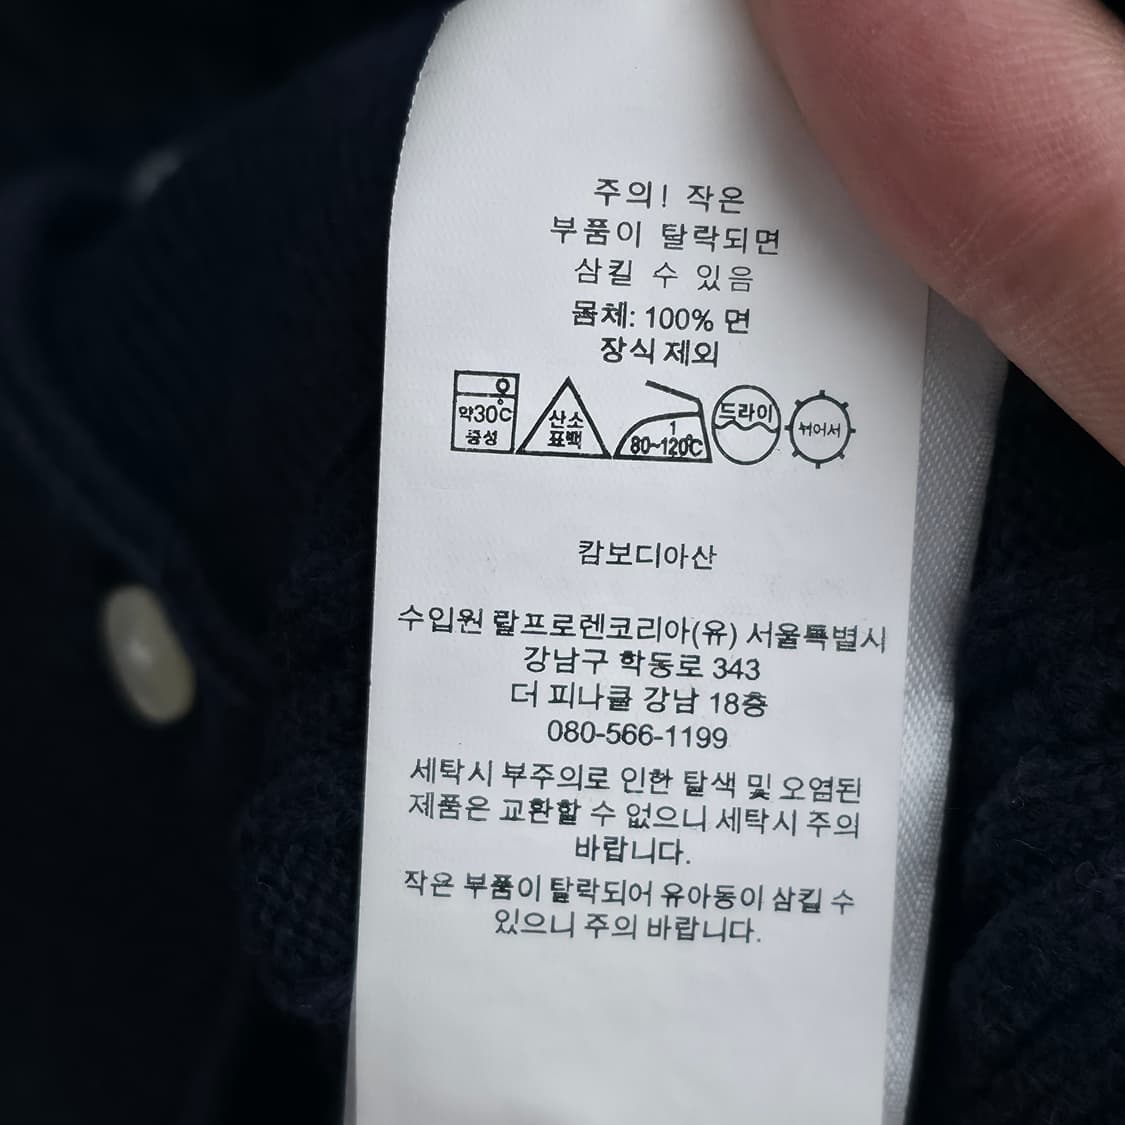 주의! 작은
부품이 탈락되면
삼킬 수 있음
몸체: 100% 면
장식 제외
약30℃
중성
산소
표백
1
80~120℃
드라이
뉘어서
캄보디아산
수입원 랄프로렌코리아(유) 서울특별시
강남구 학동로 343
더 피나클 강남 18층
080-566-1199
세탁시 부주의로 인한 탈색 및 오염된
제품은 교환할 수 없으니 세탁시 주의
바랍니다.
작은 부품이 탈락되어 유아동이 삼킬 수
있으니 주의 바랍니다.